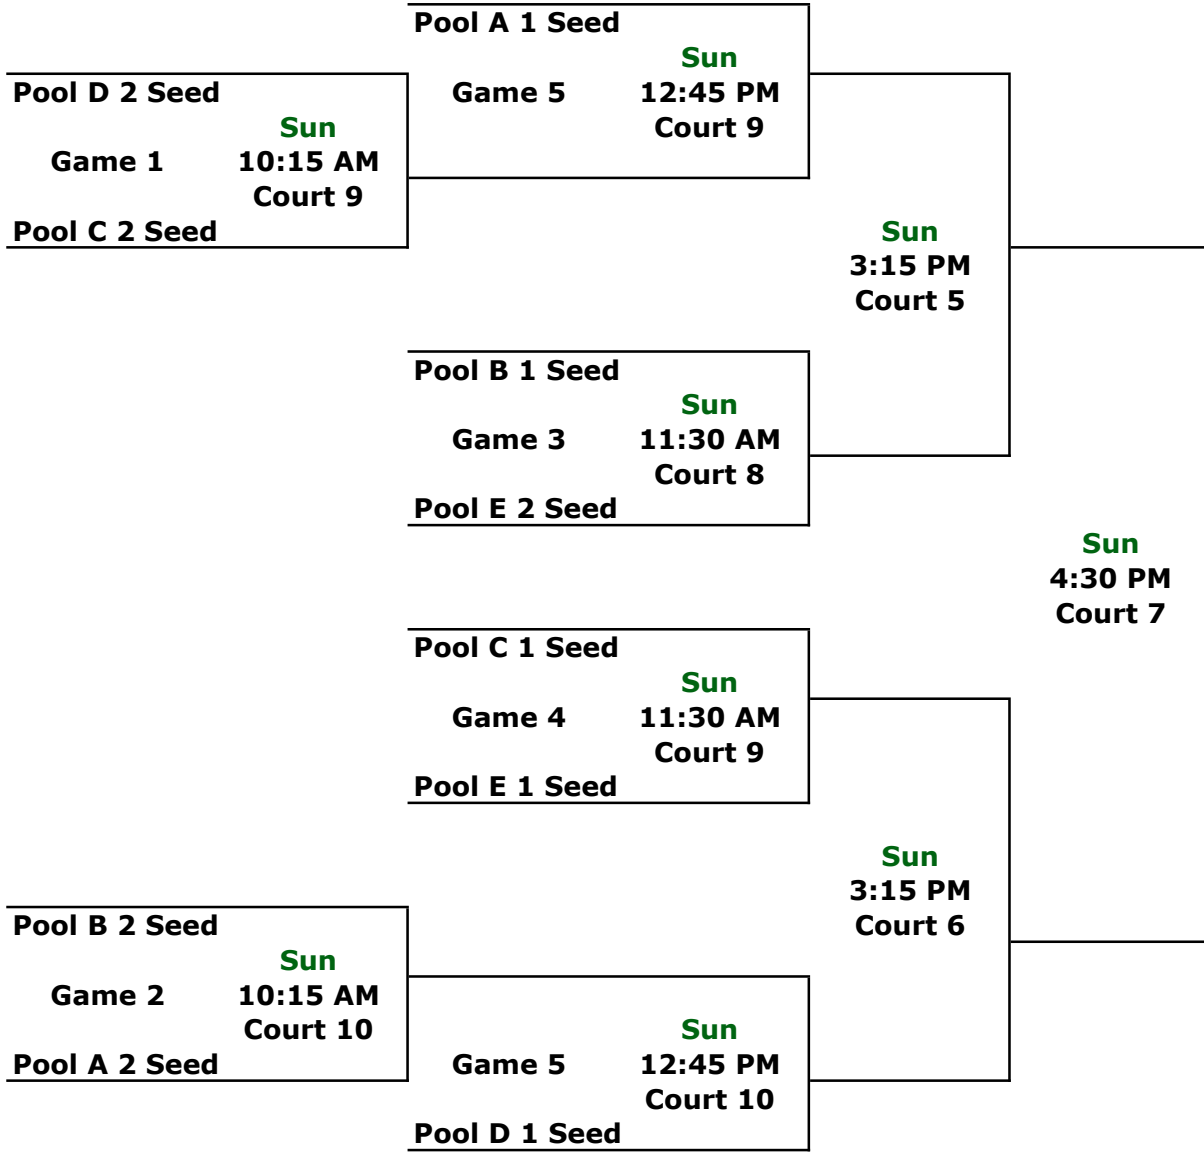 Pool A 1 Seed
Sun
Game 5 12:45 PM
Court 9
Pool D 2 Seed
Sun
Game 1 10:15 AM
Court 9
Pool C 2 Seed
Sun
3:15 PM
Court 5
Pool B 1 Seed
Sun
Game 3 11:30 AM
Court 8
Pool E 2 Seed
Sun
4:30 PM
Court 7
Pool C 1 Seed
Sun
Game 4 11:30 AM
Court 9
Pool E 1 Seed
Sun
3:15 PM
Court 6
Pool B 2 Seed
Sun
Game 2 10:15 AM
Court 10
Pool A 2 Seed
Sun
Game 5 12:45 PM
Court 10
Pool D 1 Seed